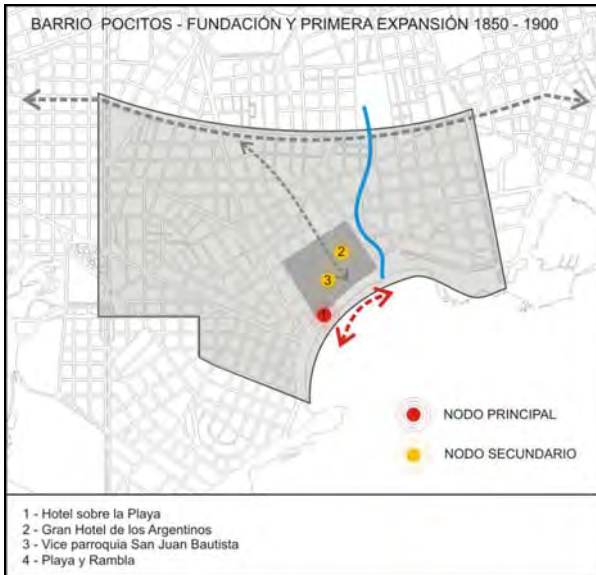 BARRIO POCITOS - FUNDACIÓN Y PRIMERA EXPANSIÓN 1850 - 1900
2
3
1
NODO PRINCIPAL
NODO SECUNDARIO
1 - Hotel sobre la Playa
2 - Gran Hotel de los Argentinos
3 - Vice parroquia San Juan Bautista
4 - Playa y Rambla